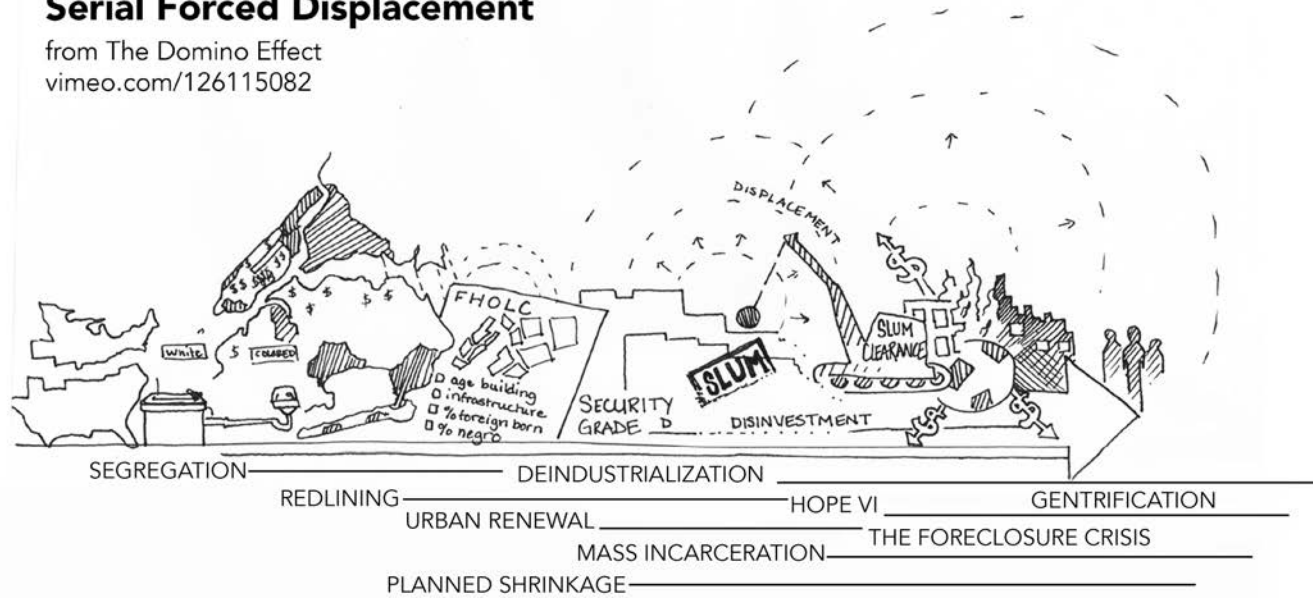 Serial Forced Displacement
from The Domino Effect
vimeo.com/126115082
DISPLACEMENT
$ $ $ $ $
$ $ $ $ $
White
$
COLORED
FHOLC
age building
infrastructure
% foreign born
% negro
SECURITY
GRADE D
SLUM
DISINVESTMENT
SLUM
CLEARANCE
$
$
$
SEGREGATION
DEINDUSTRIALIZATION
REDLINING
HOPE VI
GENTRIFICATION
URBAN RENEWAL
THE FORECLOSURE CRISIS
MASS INCARCERATION
PLANNED SHRINKAGE